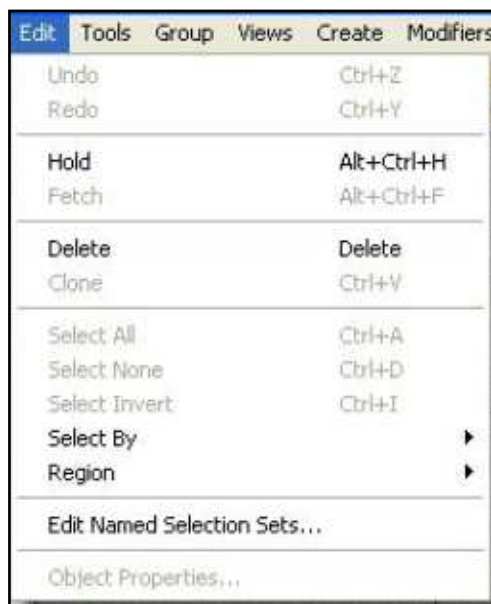 Edit Tools Group Views Create Modifiers
Undo Ctrl+Z
Redo Ctrl+Y
Hold Alt+Ctrl+H
Fetch Alt+Ctrl+F
Delete Delete
Clone Ctrl+V
Select All Ctrl+A
Select None Ctrl+D
Select Invert Ctrl+I
Select By
Region
Edit Named Selection Sets...
Object Properties...